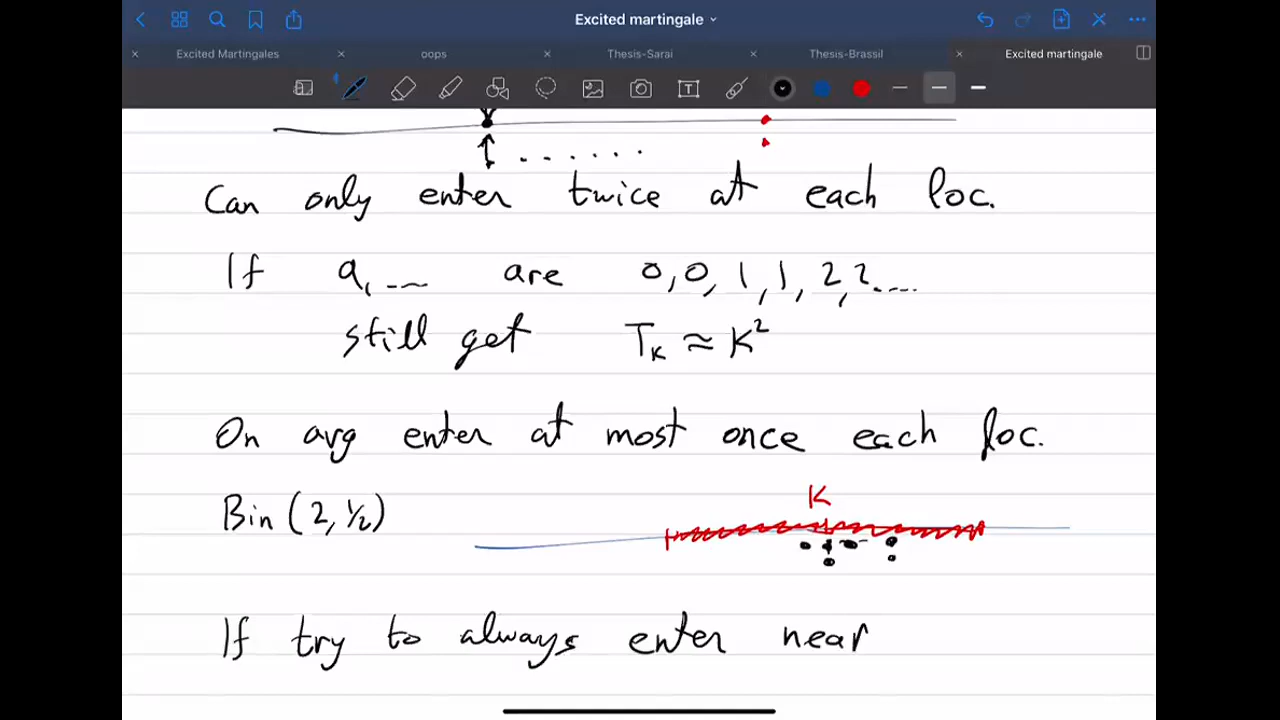 Excited martingale
Excited Martingales
oops
Thesis-Sarai
Thesis-Brassil
Excited martingale
Can only enter twice at each loc.
If a₁, ... are 0, 0, 1, 1, 2, 2, ....
still get T_K ≈ K²
On avg enter at most once each loc.
K
Bin (2, ½)
If try to always enter near